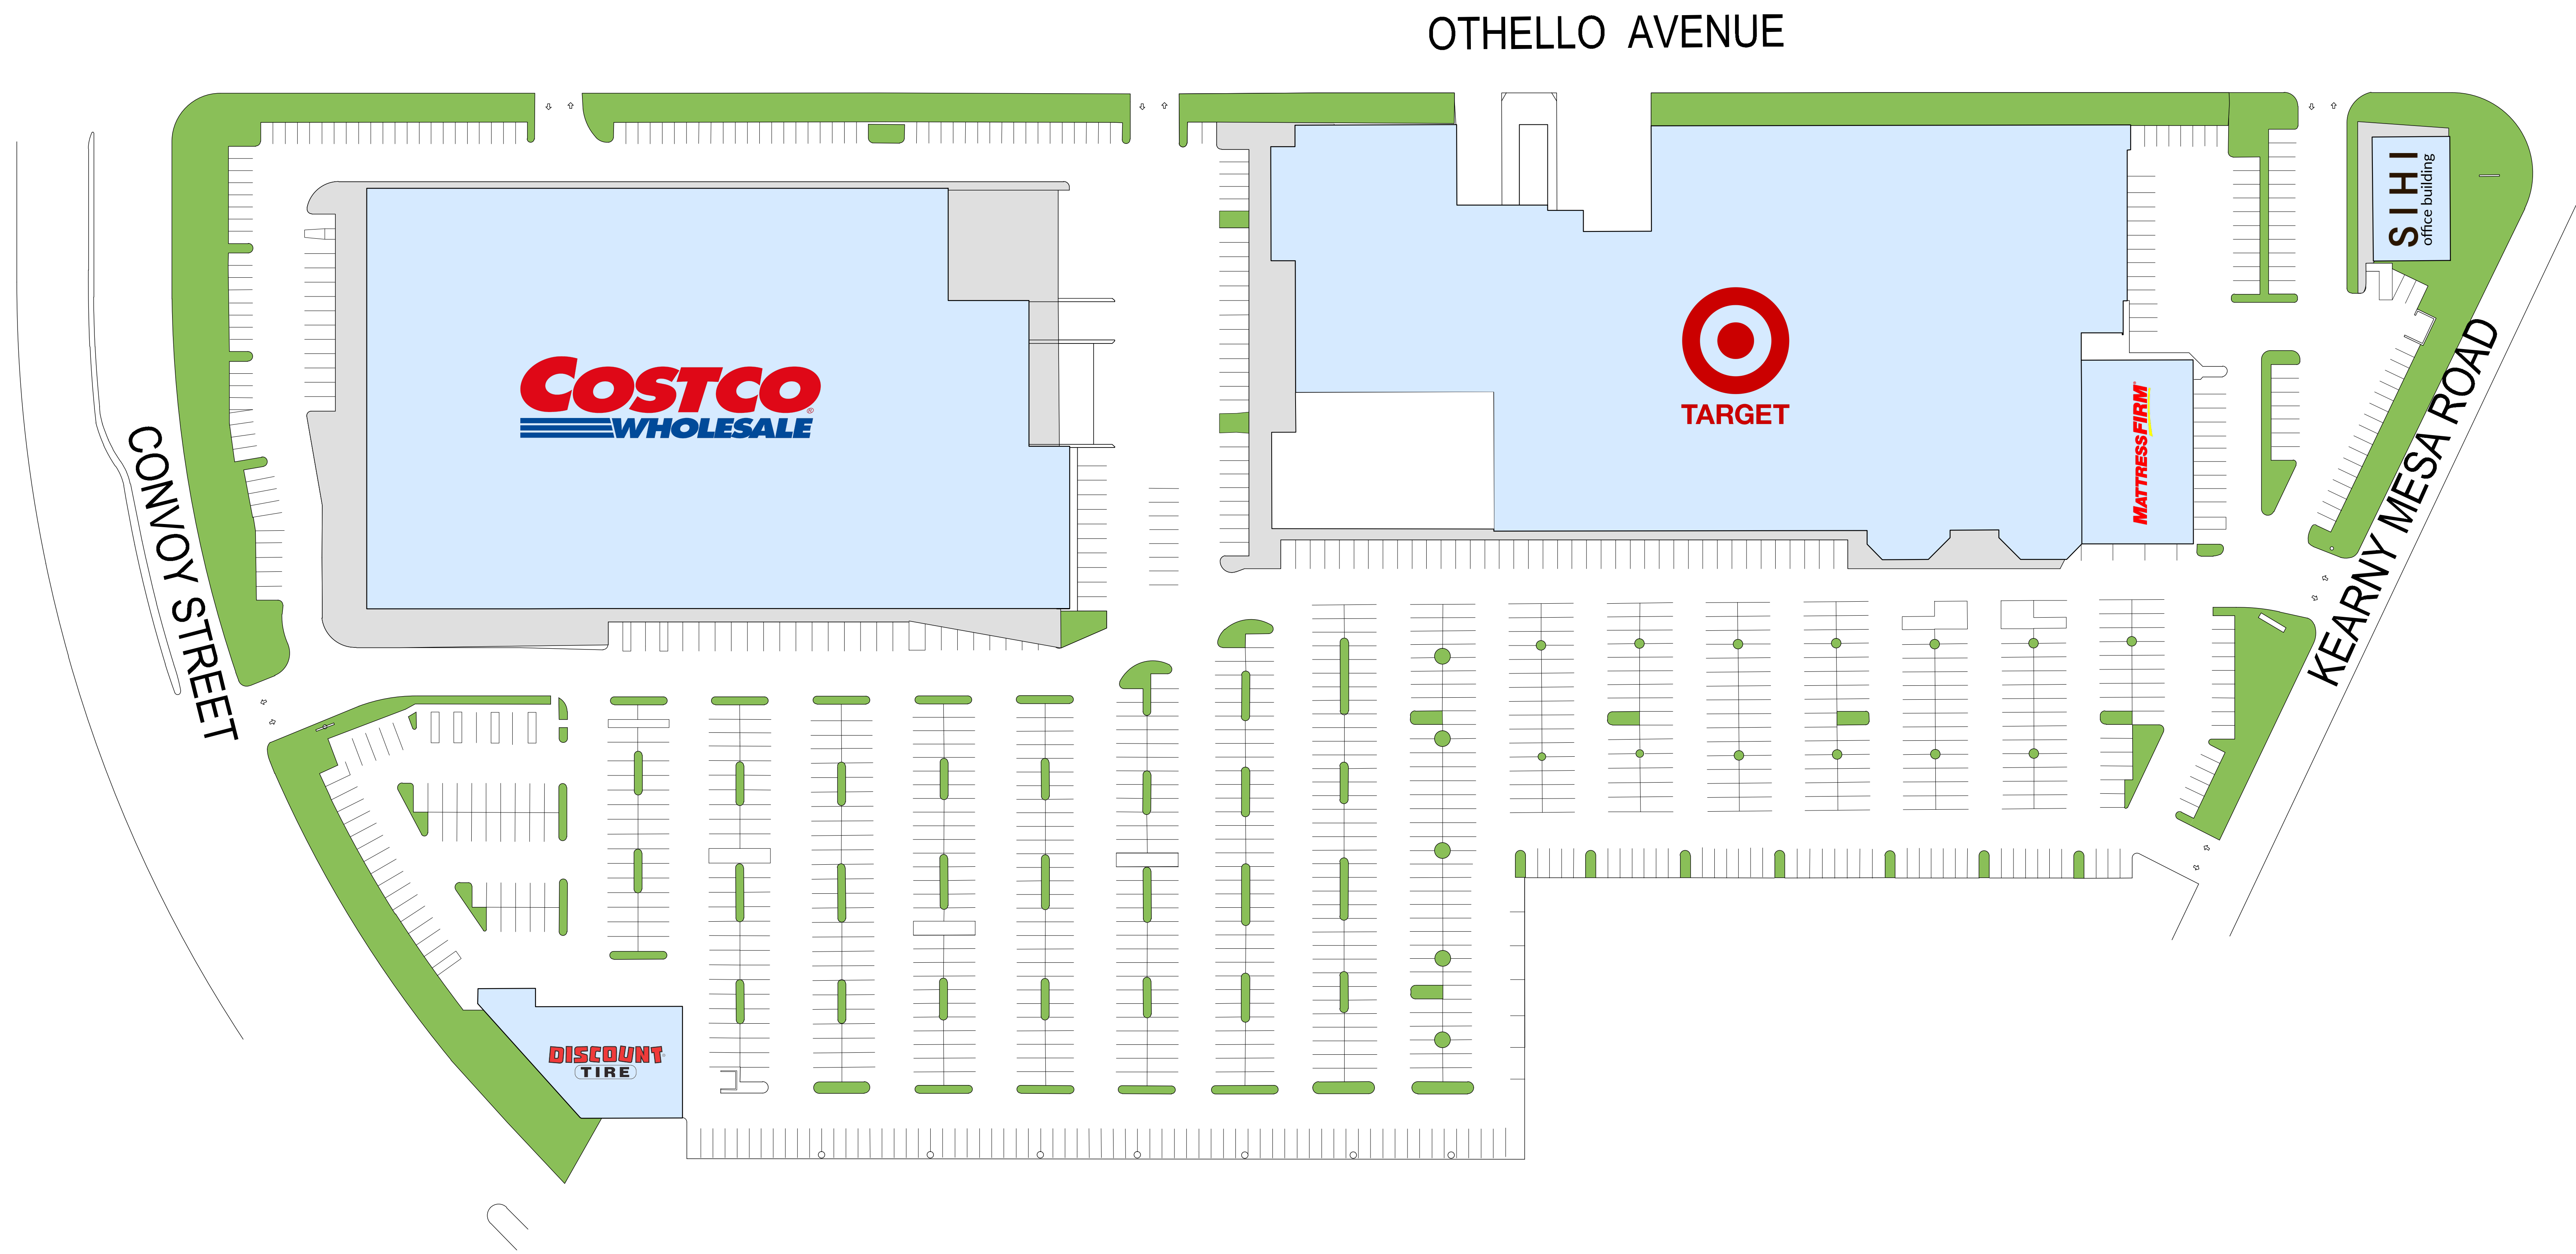 OTHELLO AVENUE
SIHI
office building
COSTCO
WHOLESALE
TARGET
MATTRESSFIRM
KEARNY MESA ROAD
CONVOY STREET
DISCOUNT
TIRE